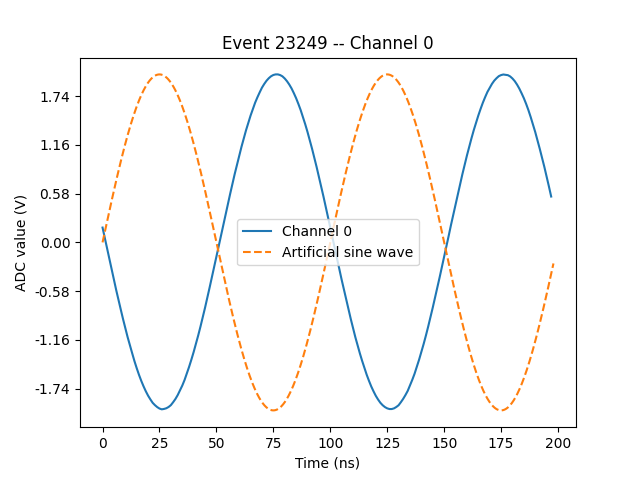 Event 23249 -- Channel 0
ADC value (V)
1.74
1.16
0.58
0.00
-0.58
-1.16
-1.74
Channel 0
Artificial sine wave
0 25 50 75 100 125 150 175 200
Time (ns)